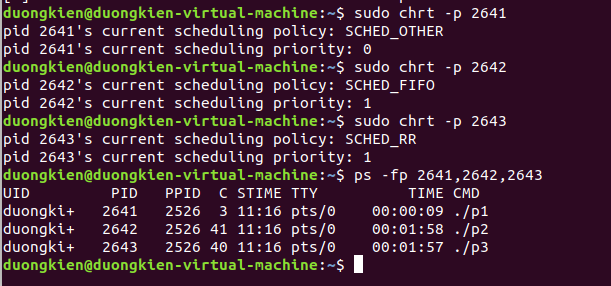 duongkien@duongkien-virtual-machine:~$ sudo chrt -p 2641
pid 2641's current scheduling policy: SCHED_OTHER
pid 2641's current scheduling priority: 0
duongkien@duongkien-virtual-machine:~$ sudo chrt -p 2642
pid 2642's current scheduling policy: SCHED_FIFO
pid 2642's current scheduling priority: 1
duongkien@duongkien-virtual-machine:~$ sudo chrt -p 2643
pid 2643's current scheduling policy: SCHED_RR
pid 2643's current scheduling priority: 1
duongkien@duongkien-virtual-machine:~$ ps -fp 2641,2642,2643
UID        PID  PPID  C STIME TTY          TIME CMD
duongki+  2641  2526  3 11:16 pts/0    00:00:09 ./p1
duongki+  2642  2526 41 11:16 pts/0    00:01:58 ./p2
duongki+  2643  2526 40 11:16 pts/0    00:01:57 ./p3
duongkien@duongkien-virtual-machine:~$